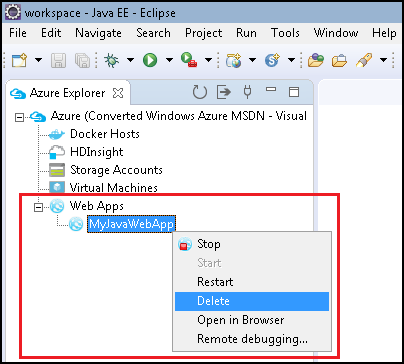 workspace - Java EE - Eclipse
File Edit Navigate Search Project Run Tools Window Help
Azure Explorer
Azure (Converted Windows Azure MSDN - Visual
Docker Hosts
HDInsight
Storage Accounts
Virtual Machines
Web Apps
MyJavaWebApp
Stop
Start
Restart
Delete
Open in Browser
Remote debugging...